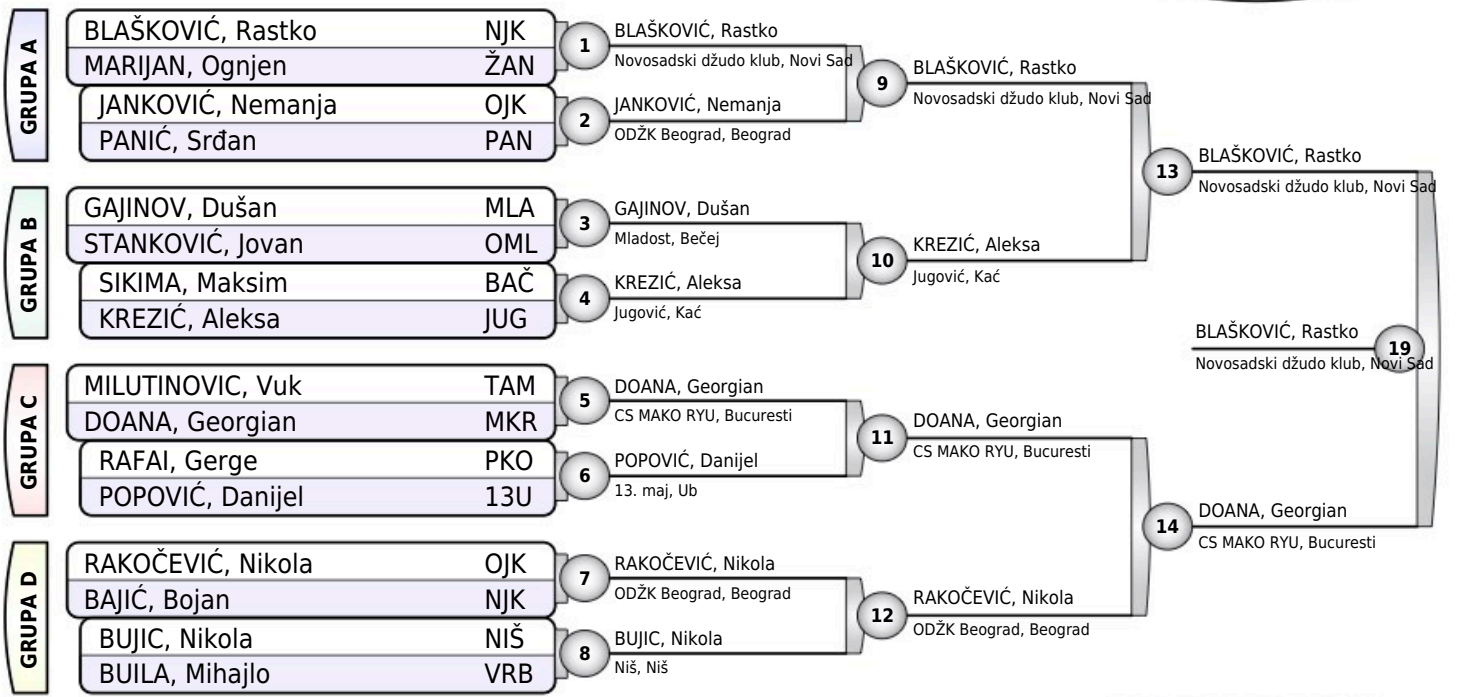 GRUPA A
BLAŠKOVIĆ, Rastko NJK
MARIJAN, Ognjen ŽAN
JANKOVIĆ, Nemanja OJK
PANIĆ, Srđan PAN
GRUPA B
GAJINOV, Dušan MLA
STANKOVIĆ, Jovan OML
SIKIMA, Maksim BAČ
KREZIĆ, Aleksa JUG
GRUPA C
MILUTINOVIC, Vuk TAM
DOANA, Georgian MKR
RAFAI, Gerge PKO
POPOVIĆ, Danijel 13U
GRUPA D
RAKOČEVIĆ, Nikola OJK
BAJIĆ, Bojan NJK
BUJIC, Nikola NIŠ
BUILA, Mihajlo VRB
1
BLAŠKOVIĆ, Rastko
Novosadski džudo klub, Novi Sad
2
JANKOVIĆ, Nemanja
ODŽK Beograd, Beograd
3
GAJINOV, Dušan
Mladost, Bečej
4
KREZIĆ, Aleksa
Jugović, Kać
5
DOANA, Georgian
CS MAKO RYU, Bucuresti
6
POPOVIĆ, Danijel
13. maj, Ub
7
RAKOČEVIĆ, Nikola
ODŽK Beograd, Beograd
8
BUJIC, Nikola
Niš, Niš
9
BLAŠKOVIĆ, Rastko
Novosadski džudo klub, Novi Sad
10
KREZIĆ, Aleksa
Jugović, Kać
11
DOANA, Georgian
CS MAKO RYU, Bucuresti
12
RAKOČEVIĆ, Nikola
ODŽK Beograd, Beograd
13
BLAŠKOVIĆ, Rastko
Novosadski džudo klub, Novi Sad
14
DOANA, Georgian
CS MAKO RYU, Bucuresti
BLAŠKOVIĆ, Rastko
19
Novosadski džudo klub, Novi Sad